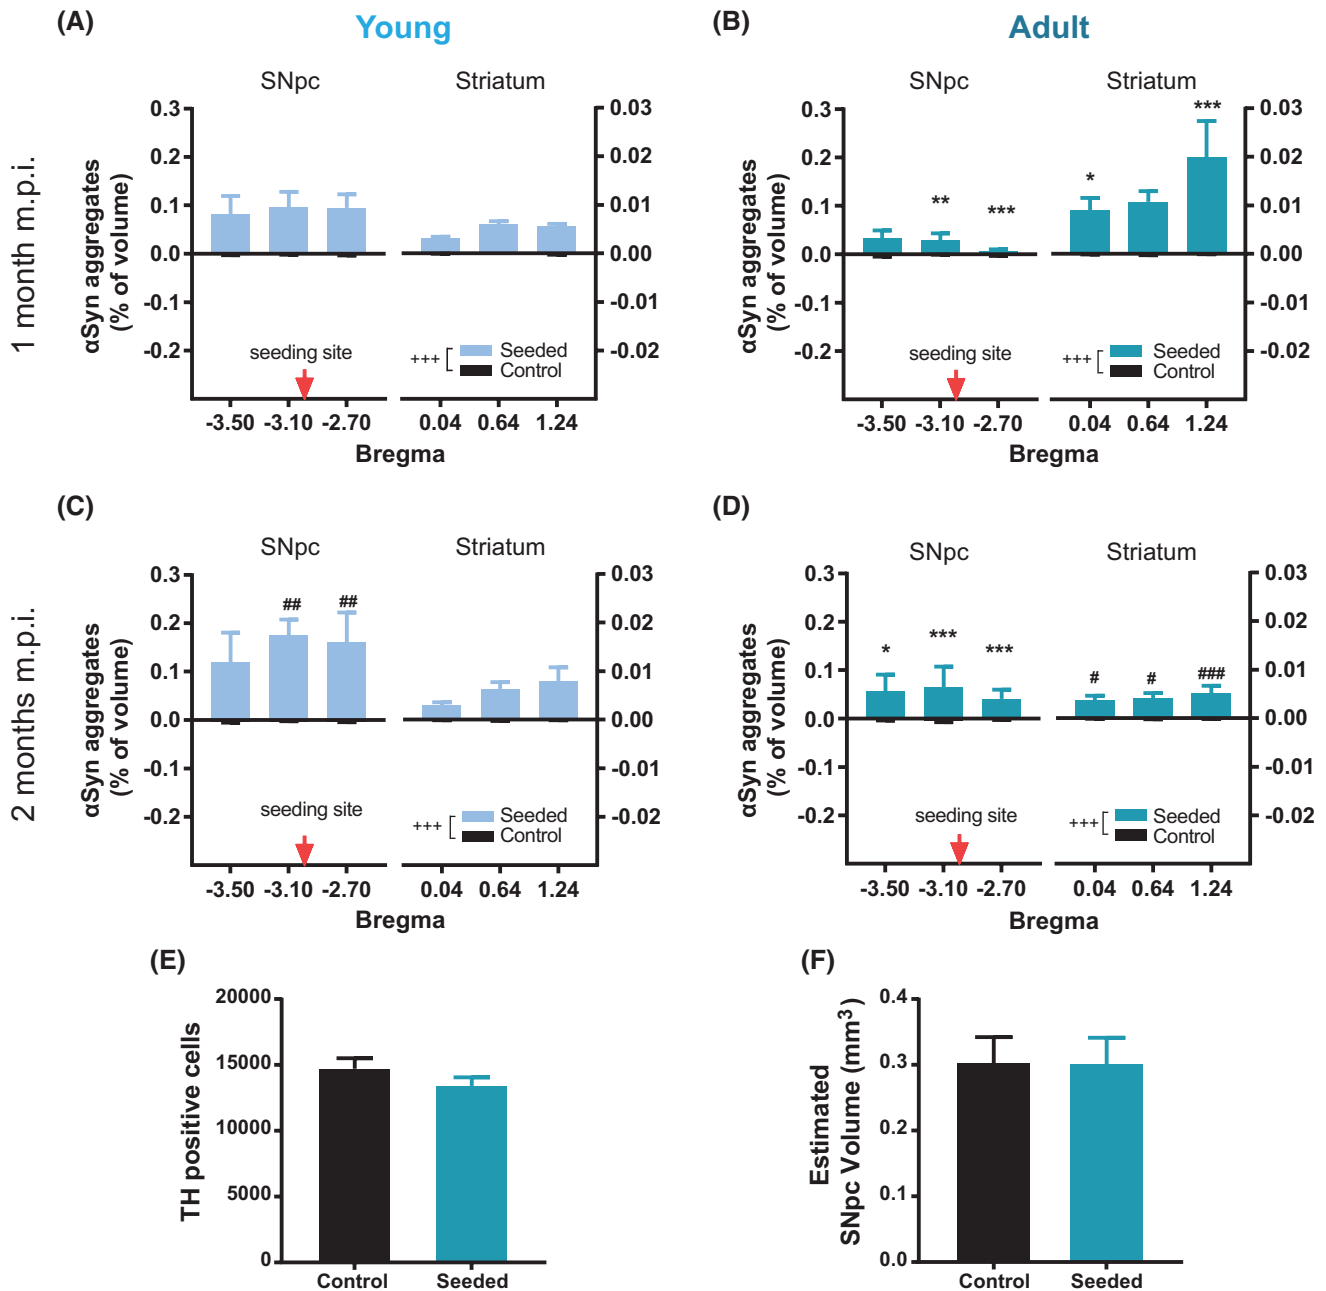 (A)
Young
(B)
Adult
1 month m.p.i.
SNpc
Striatum
αSyn aggregates
(% of volume)
0.3
0.2
0.1
0.0
-0.1
-0.2
0.03
0.02
0.01
0.00
-0.01
-0.02
seeding site
+++
Seeded
Control
-3.50 -3.10 -2.70
0.04 0.64 1.24
Bregma
SNpc
Striatum
αSyn aggregates
(% of volume)
0.3
0.2
0.1
0.0
-0.1
-0.2
**
***
*
***
0.03
0.02
0.01
0.00
-0.01
-0.02
seeding site
+++
Seeded
Control
-3.50 -3.10 -2.70
0.04 0.64 1.24
Bregma
2 months m.p.i.
(C)
SNpc
Striatum
αSyn aggregates
(% of volume)
0.3
0.2
0.1
0.0
-0.1
-0.2
##
##
0.03
0.02
0.01
0.00
-0.01
-0.02
seeding site
+++
Seeded
Control
-3.50 -3.10 -2.70
0.04 0.64 1.24
Bregma
(D)
SNpc
Striatum
αSyn aggregates
(% of volume)
0.3
0.2
0.1
0.0
-0.1
-0.2
*
***
***
#
#
###
0.03
0.02
0.01
0.00
-0.01
-0.02
seeding site
+++
Seeded
Control
-3.50 -3.10 -2.70
0.04 0.64 1.24
Bregma
(E)
TH positive cells
20000
15000
10000
5000
0
Control Seeded
(F)
Estimated
SNpc Volume (mm³)
0.4
0.3
0.2
0.1
0.0
Control Seeded